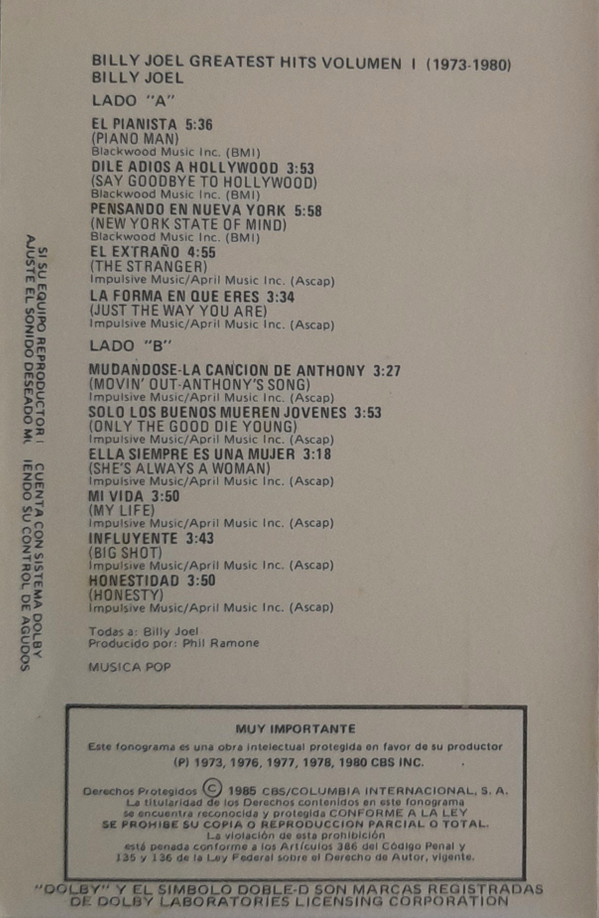 BILLY JOEL GREATEST HITS VOLUMEN I (1973-1980)
BILLY JOEL
LADO "A"
EL PIANISTA 5:36
(PIANO MAN)
Blackwood Music Inc. (BMI)
DILE ADIOS A HOLLYWOOD 3:53
(SAY GOODBYE TO HOLLYWOOD)
Blackwood Music Inc. (BMI)
PENSANDO EN NUEVA YORK 5:58
(NEW YORK STATE OF MIND)
Blackwood Music Inc. (BMI)
EL EXTRAÑO 4:55
(THE STRANGER)
Impulsive Music/April Music Inc. (Ascap)
LA FORMA EN QUE ERES 3:34
(JUST THE WAY YOU ARE)
Impulsive Music/April Music Inc. (Ascap)
LADO "B"
MUDANDOSE-LA CANCION DE ANTHONY 3:27
(MOVIN' OUT-ANTHONY'S SONG)
Impulsive Music/April Music Inc. (Ascap)
SOLO LOS BUENOS MUEREN JOVENES 3:53
(ONLY THE GOOD DIE YOUNG)
Impulsive Music/April Music Inc. (Ascap)
ELLA SIEMPRE ES UNA MUJER 3:18
(SHE'S ALWAYS A WOMAN)
Impulsive Music/April Music Inc. (Ascap)
MI VIDA 3:50
(MY LIFE)
Impulsive Music/April Music Inc. (Ascap)
INFLUYENTE 3:43
(BIG SHOT)
Impulsive Music/April Music Inc. (Ascap)
HONESTIDAD 3:50
(HONESTY)
Impulsive Music/April Music Inc. (Ascap)
Todas a: Billy Joel
Producido por: Phil Ramone
MUSICA POP
SI SU EQUIPO REPRODUCTOR CUENTA CON SISTEMA DOLBY
AJUSTE EL SONIDO DESEADO IENDO SU CONTROL DE AGUDOS
MUY IMPORTANTE
Este fonograma es una obra intelectual protegida en favor de su productor
(P) 1973, 1976, 1977, 1978, 1980 CBS INC.
Derechos Protegidos © 1985 CBS/COLUMBIA INTERNACIONAL, S. A.
La titularidad de los Derechos contenidos en este fonograma
se encuentra reconocida y protegida CONFORME A LA LEY
SE PROHIBE SU COPIA O REPRODUCCION PARCIAL O TOTAL.
La violación de esta prohibición
está penada conforme a los Artículos 386 del Código Penal y
135 y 136 de la Ley Federal sobre el Derecho de Autor, vigente.
"DOLBY" Y EL SIMBOLO DOBLE-D SON MARCAS REGISTRADAS
DE DOLBY LABORATORIES LICENSING CORPORATION